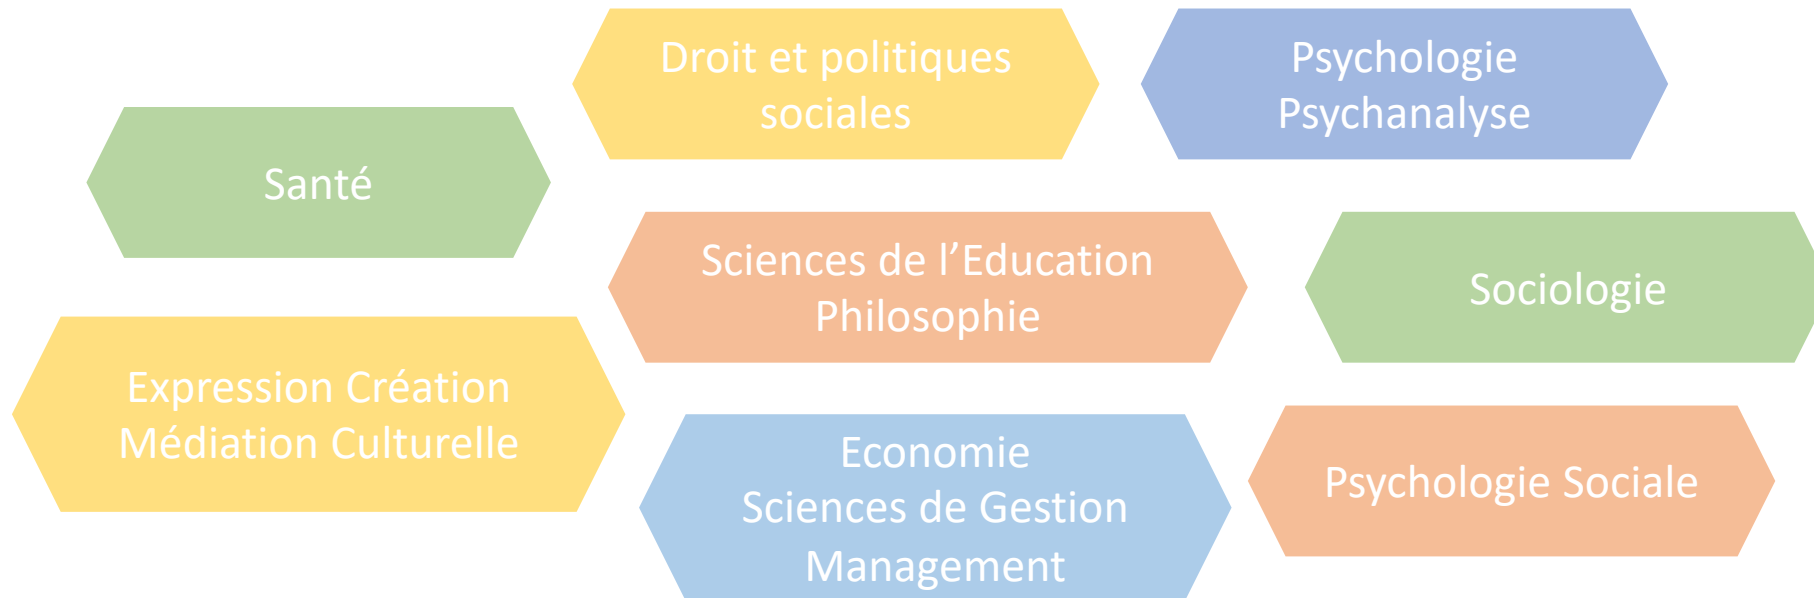 Droit et politiques
sociales
Psychologie
Psychanalyse
Santé
Sciences de l’Education
Philosophie
Sociologie
Expression Création
Médiation Culturelle
Economie
Sciences de Gestion
Management
Psychologie Sociale